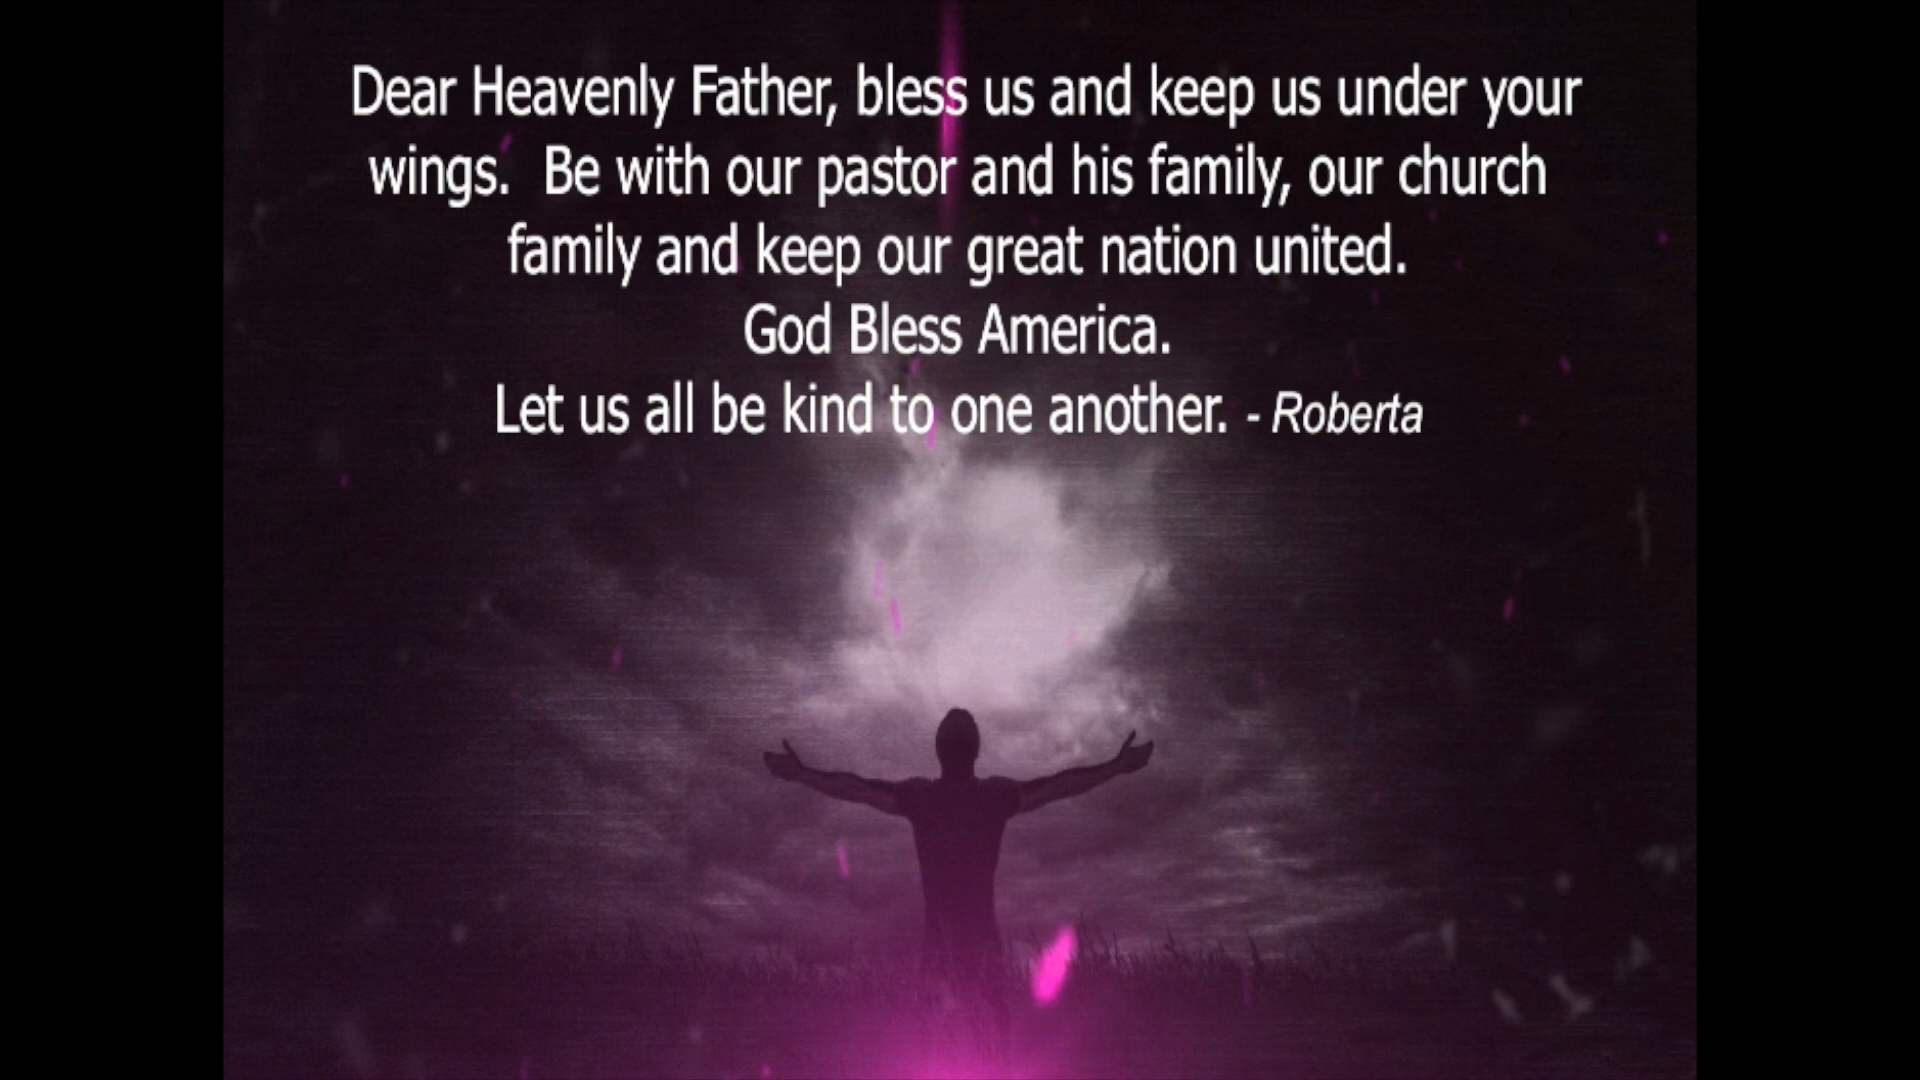 Dear Heavenly Father, bless us and keep us under your
wings.  Be with our pastor and his family, our church
family and keep our great nation united.
God Bless America.
Let us all be kind to one another. - Roberta